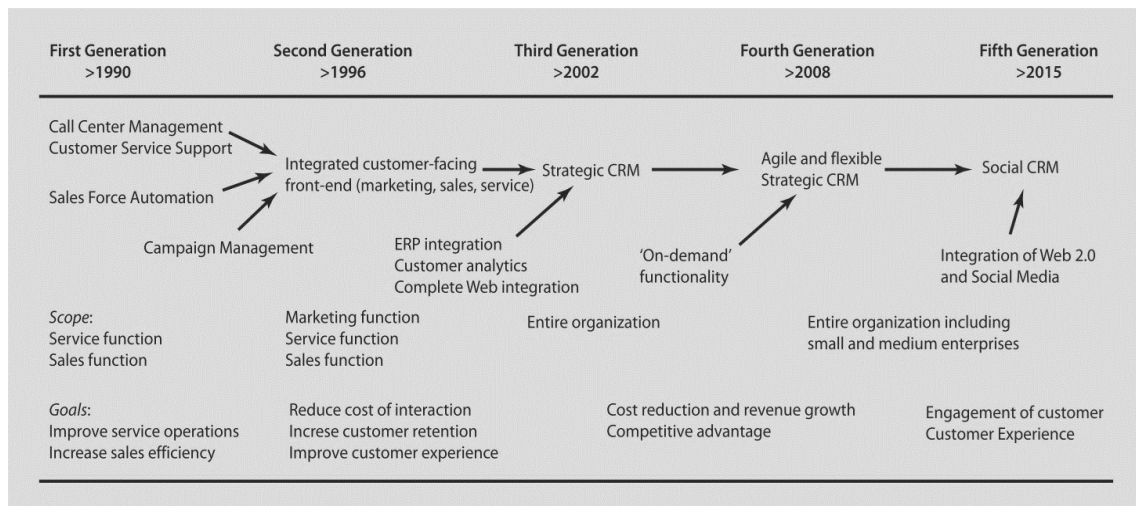 First Generation
>1990
Second Generation
>1996
Third Generation
>2002
Fourth Generation
>2008
Fifth Generation
>2015
Call Center Management
Customer Service Support
Sales Force Automation
Campaign Management
Integrated customer-facing
front-end (marketing, sales, service)
ERP integration
Customer analytics
Complete Web integration
Strategic CRM
'On-demand'
functionality
Agile and flexible
Strategic CRM
Social CRM
Integration of Web 2.0
and Social Media
Scope:
Service function
Sales function
Marketing function
Service function
Sales function
Entire organization
Entire organization including
small and medium enterprises
Goals:
Improve service operations
Increase sales efficiency
Reduce cost of interaction
Increse customer retention
Improve customer experience
Cost reduction and revenue growth
Competitive advantage
Engagement of customer
Customer Experience